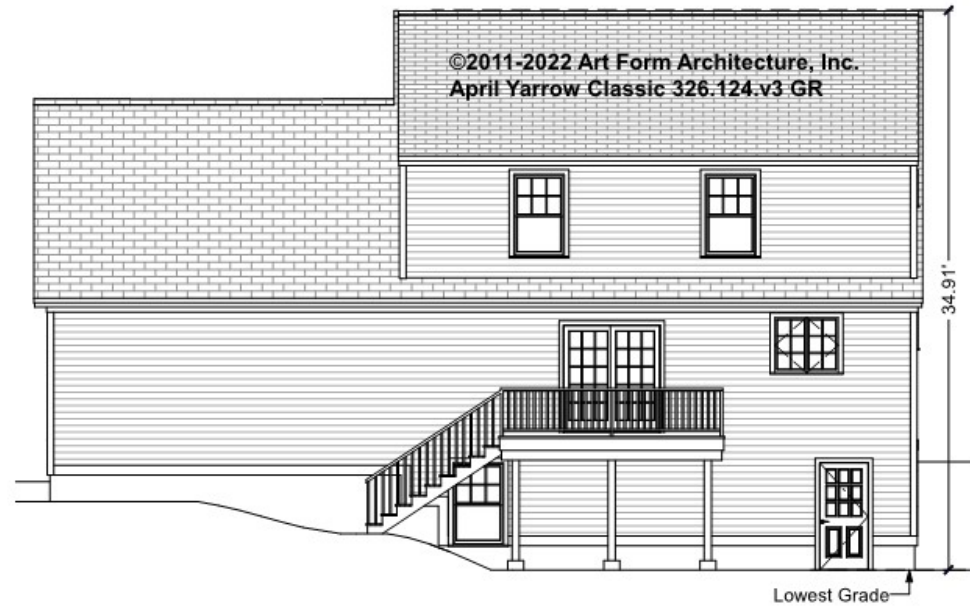 ©2011-2022 Art Form Architecture, Inc.
April Yarrow Classic 326.124.v3 GR
34.91'
Lowest Grade